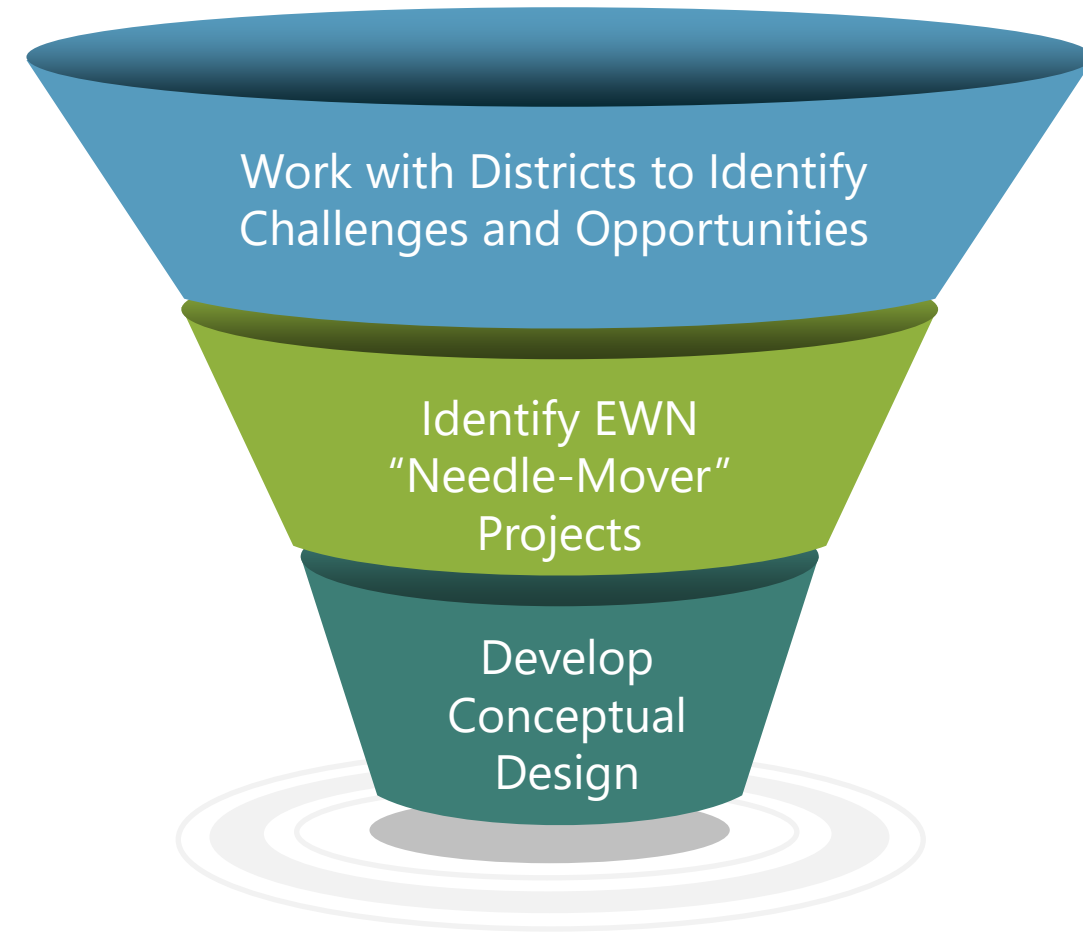 Work with Districts to Identify
Challenges and Opportunities
Identify EWN
“Needle-Mover”
Projects
Develop
Conceptual
Design